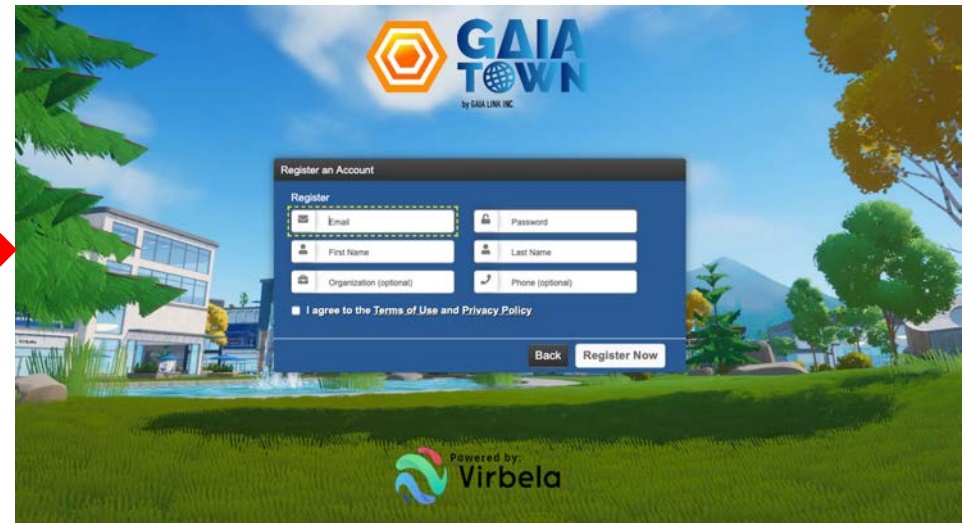 GAIA
TOWN
by GAIA LINK INC.
Register an Account
Register
Email
Password
First Name
Last Name
Organization (optional)
Phone (optional)
I agree to the Terms of Use and Privacy Policy
Back
Register Now
Powered by:
Virbela